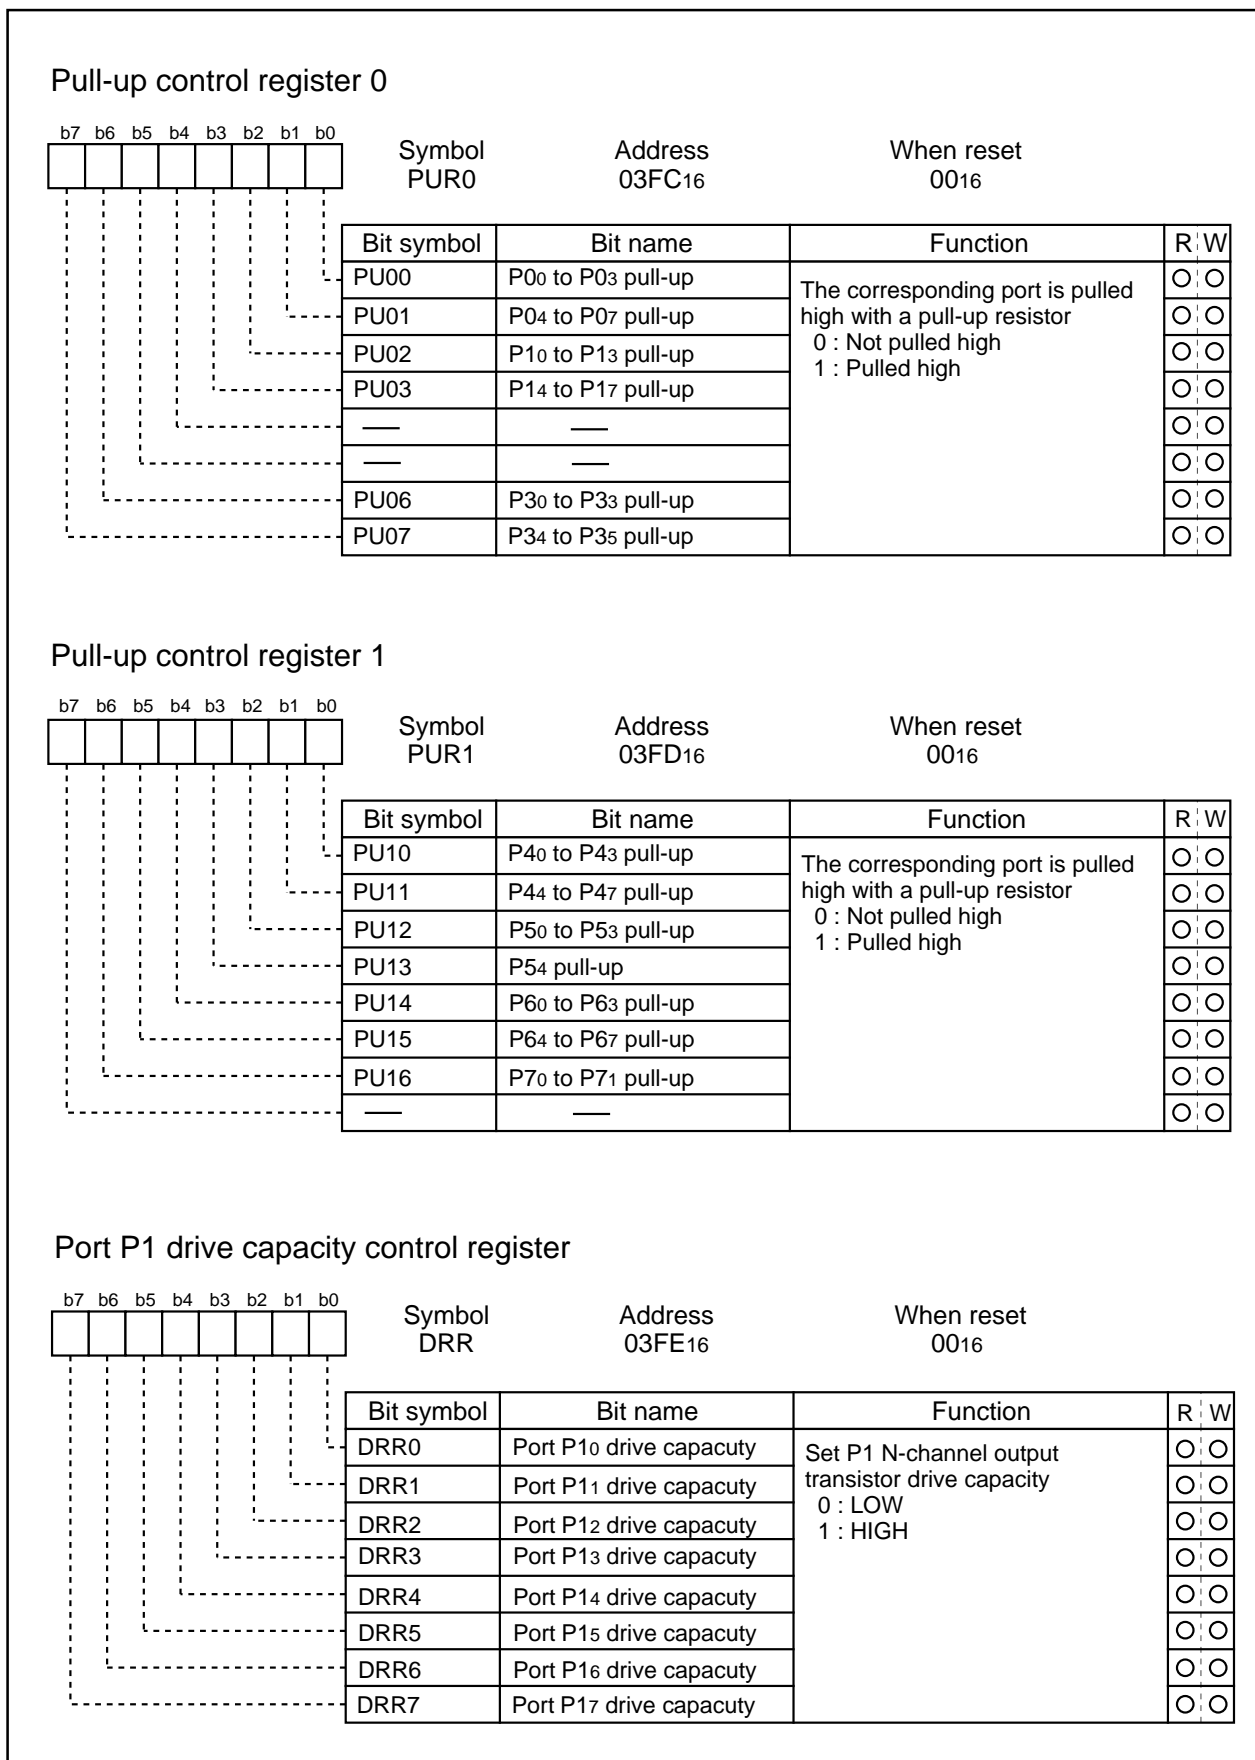 Pull-up control register 0
b7 b6 b5 b4 b3 b2 b1 b0
Symbol Address When reset
PUR0 03FC16 0016
Bit symbol Bit name Function R W
PU00 P00 to P03 pull-up The corresponding port is pulled
PU01 P04 to P07 pull-up high with a pull-up resistor
0 : Not pulled high
PU02 P10 to P13 pull-up
1 : Pulled high
PU03 P14 to P17 pull-up
— —
— —
PU06 P30 to P33 pull-up
PU07 P34 to P35 pull-up
Pull-up control register 1
b7 b6 b5 b4 b3 b2 b1 b0
Symbol Address When reset
PUR1 03FD16 0016
Bit symbol Bit name Function R W
PU10 P40 to P43 pull-up The corresponding port is pulled
PU11 P44 to P47 pull-up high with a pull-up resistor
0 : Not pulled high
PU12 P50 to P53 pull-up
1 : Pulled high
PU13 P54 pull-up
PU14 P60 to P63 pull-up
PU15 P64 to P67 pull-up
PU16 P70 to P71 pull-up
— —
Port P1 drive capacity control register
b7 b6 b5 b4 b3 b2 b1 b0
Symbol Address When reset
DRR 03FE16 0016
Bit symbol Bit name Function R W
DRR0 Port P10 drive capacuty Set P1 N-channel output
DRR1 Port P11 drive capacuty transistor drive capacity
0 : LOW
DRR2 Port P12 drive capacuty
1 : HIGH
DRR3 Port P13 drive capacuty
DRR4 Port P14 drive capacuty
DRR5 Port P15 drive capacuty
DRR6 Port P16 drive capacuty
DRR7 Port P17 drive capacuty